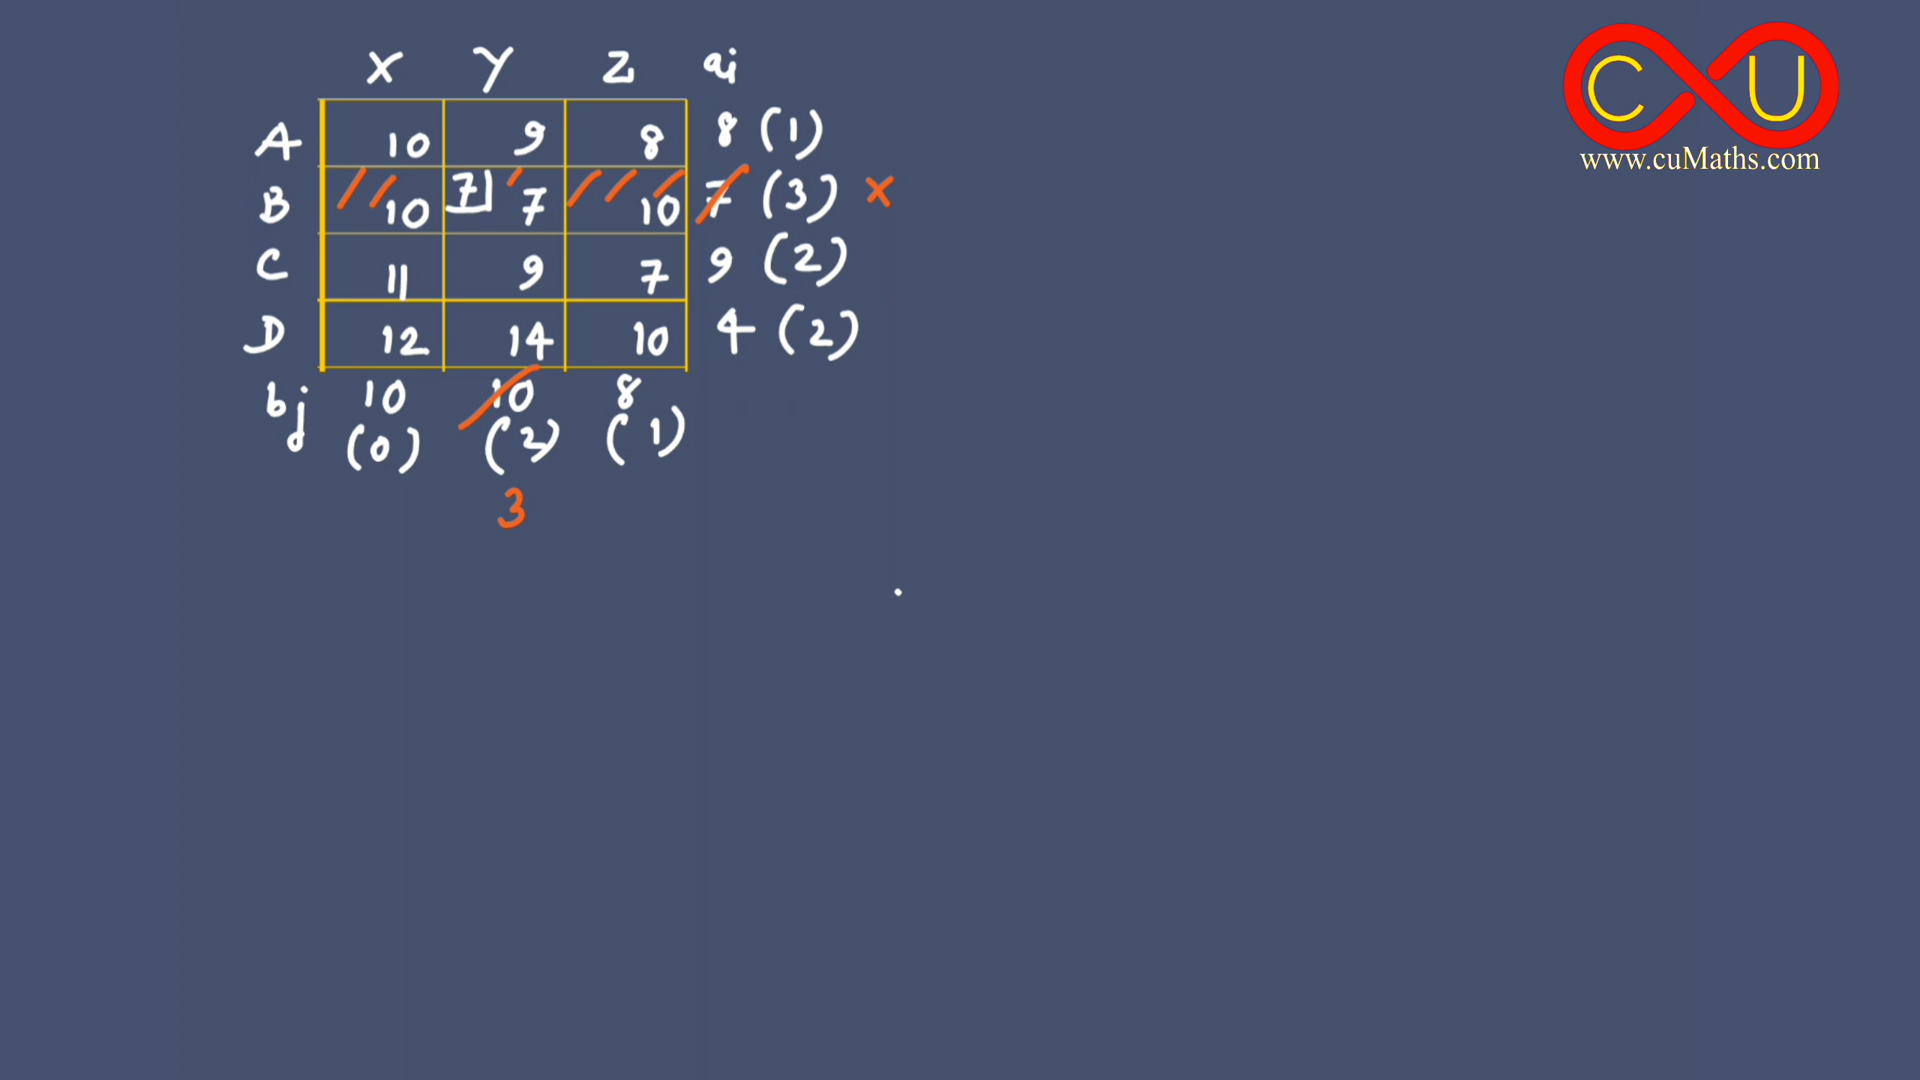 X Y Z ai
A 10 9 8 8 (1)
B 10 7 7 10 7 (3) x
C 11 9 7 9 (2)
D 12 14 10 4 (2)
bj 10 10 8
(0) (2) (1)
3
CU
www.cuMaths.com